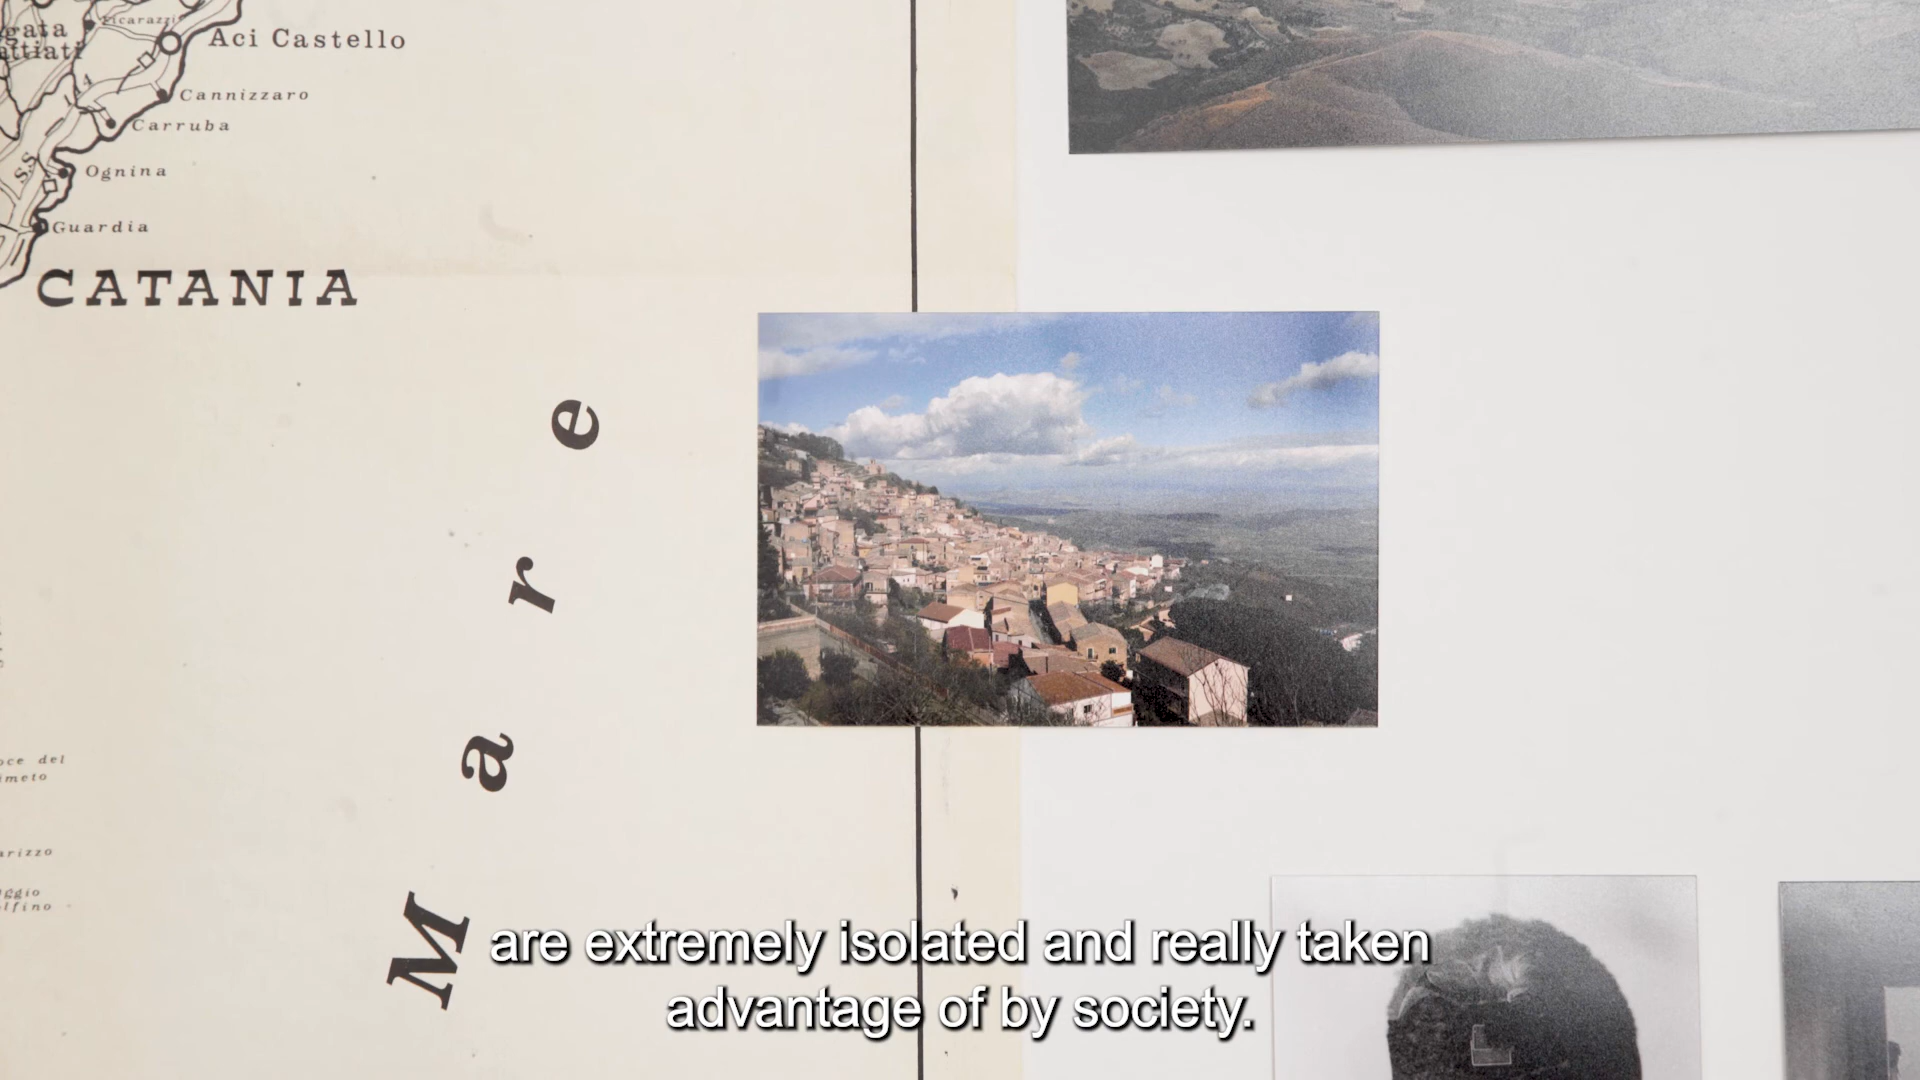 Aci Castello
Cannizzaro
Carruba
S.S
Ognina
Guardia
CATANIA
Mare
are extremely isolated and really taken
advantage of by society.